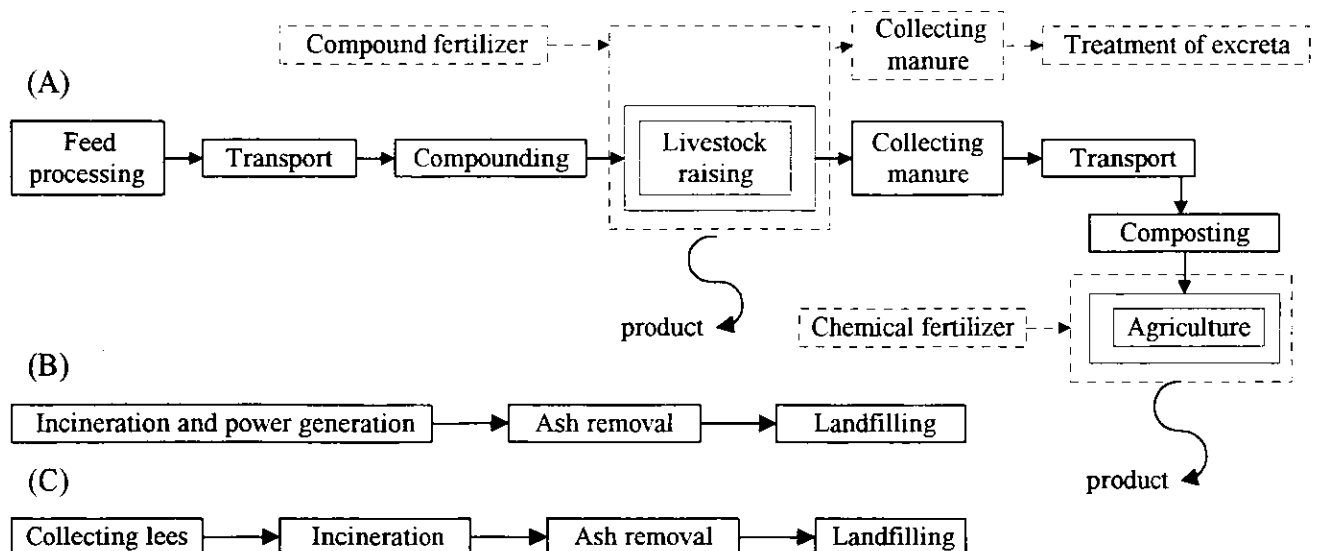 Compound fertilizer
Collecting
manure
Treatment of excreta
(A)
Feed
processing
Transport
Compounding
Livestock
raising
Collecting
manure
Transport
Composting
product
Chemical fertilizer
Agriculture
(B)
Incineration and power generation
Ash removal
Landfilling
product
(C)
Collecting lees
Incineration
Ash removal
Landfilling